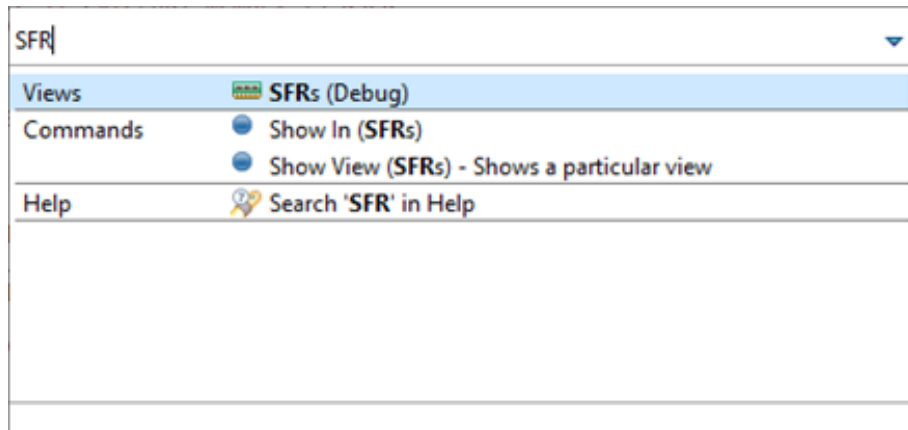 SFR
Views SFRs (Debug)
Commands Show In (SFRs)
Show View (SFRs) - Shows a particular view
Help Search 'SFR' in Help